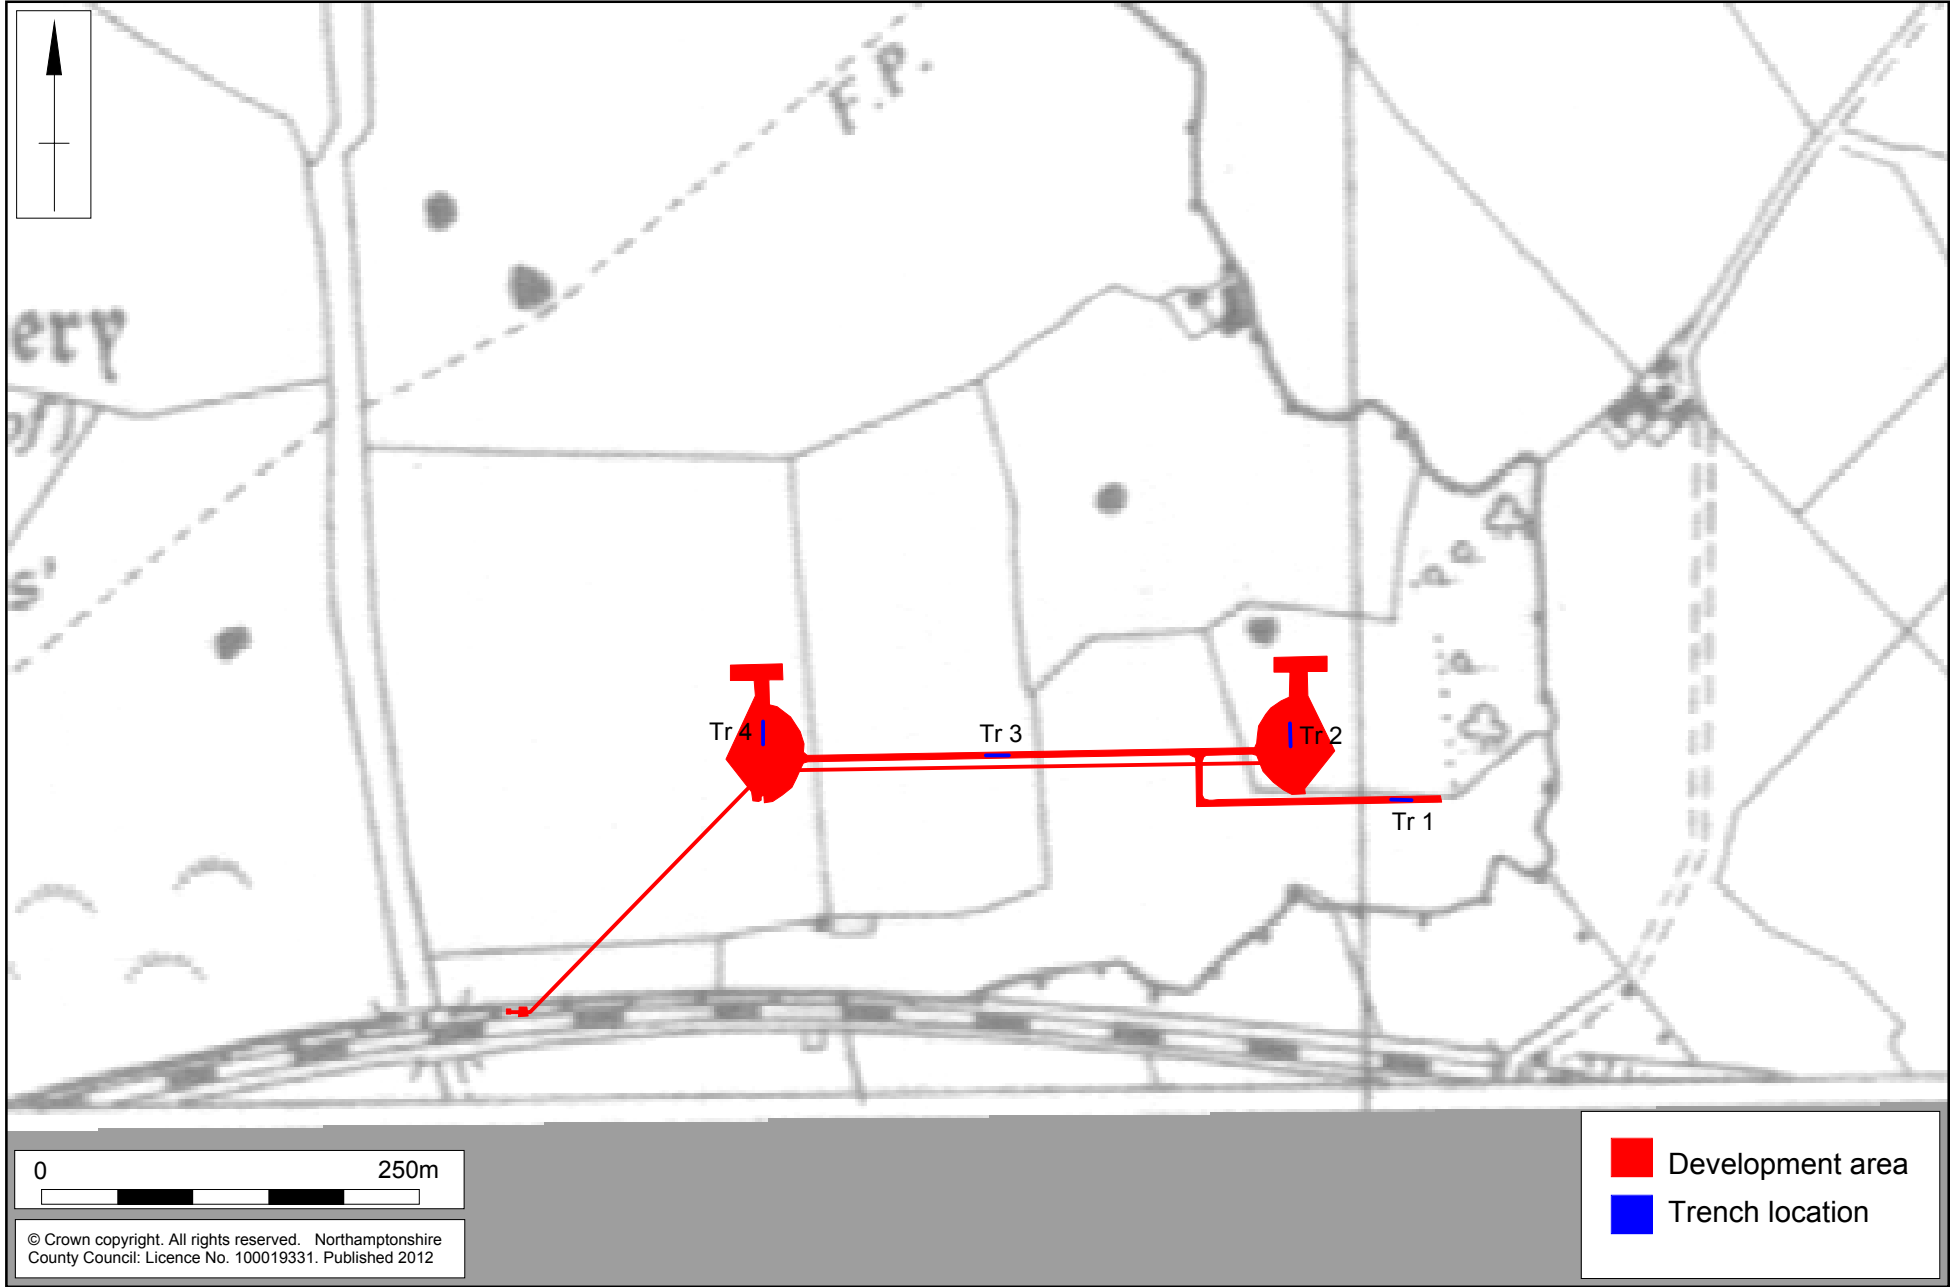 F.P.
ery
s'
Tr 4
Tr 3
Tr 2
Tr 1
0 250m
© Crown copyright. All rights reserved. Northamptonshire
County Council: Licence No. 100019331. Published 2012
Development area
Trench location